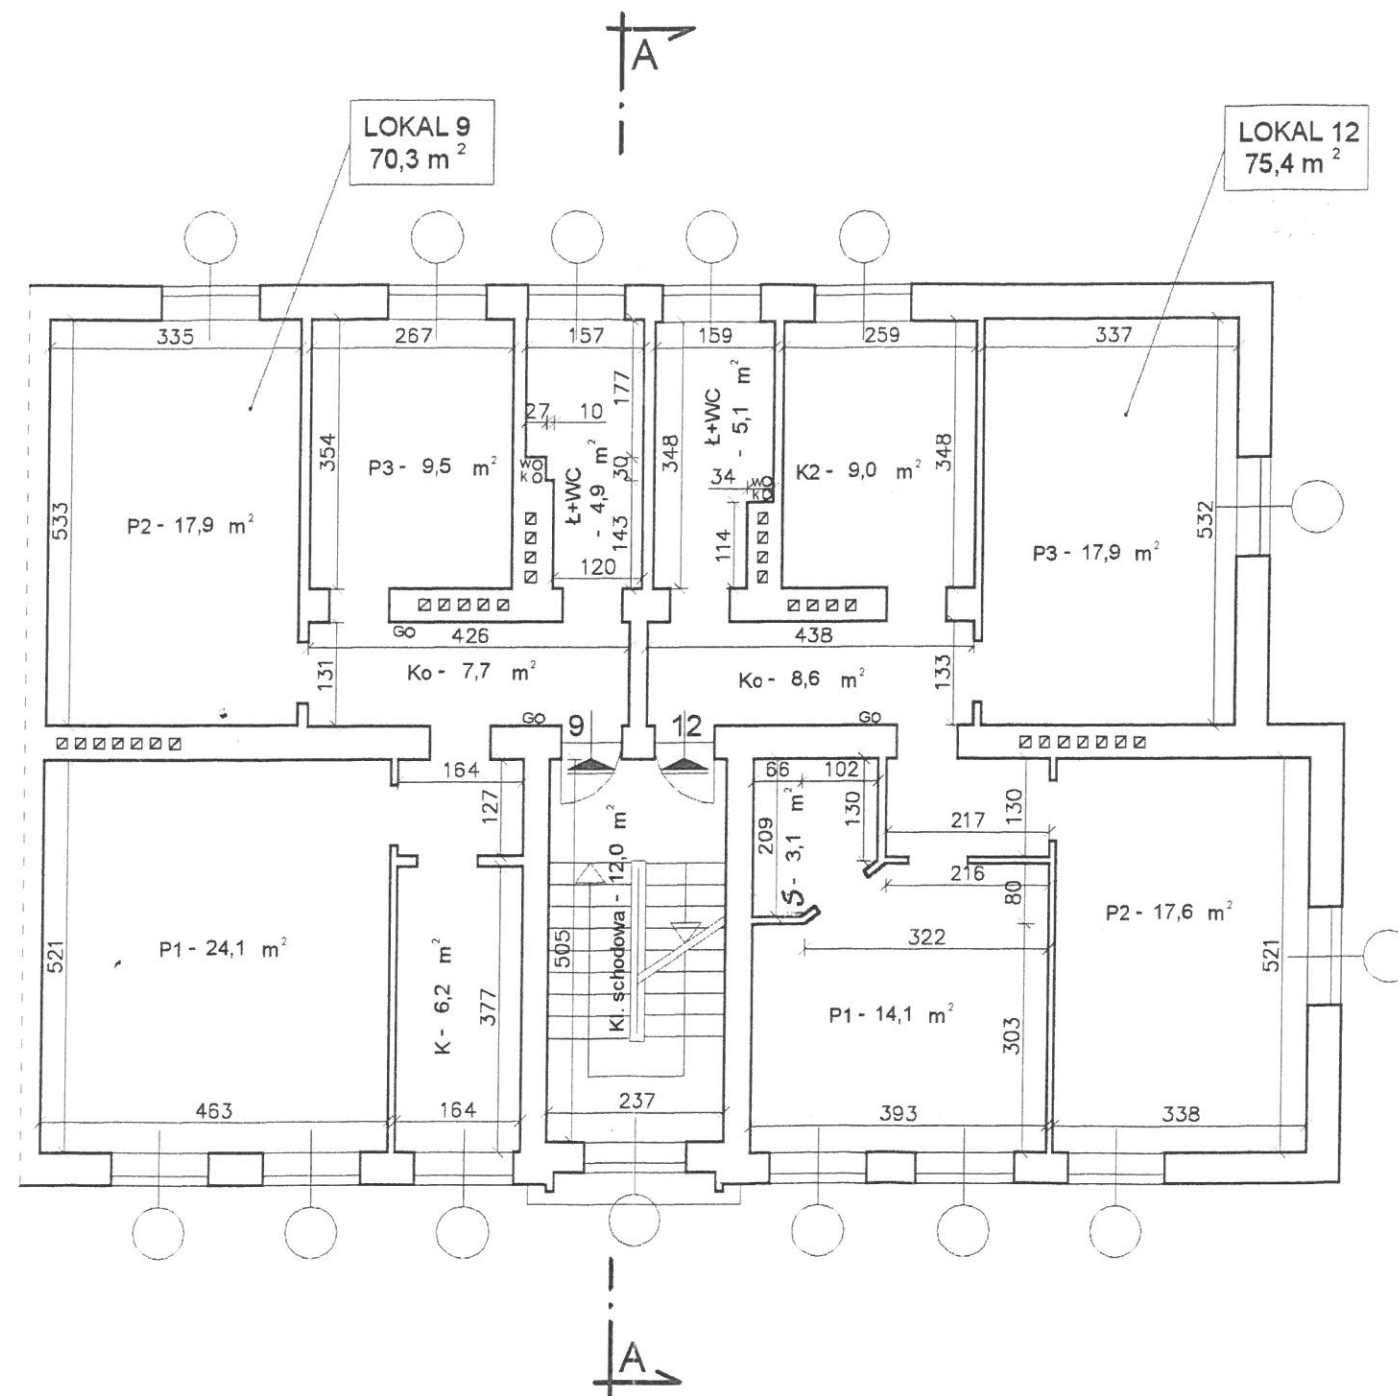 A
LOKAL 9
70,3 m²
LOKAL 12
75,4 m²
335
267
157
159
259
337
177
27
10
Ł+WC
- 5,1 m²
354
P3 - 9,5 m²
WO
KO
30
Ł+WC
- 4,9 m²
348
34
WO
KO
K2 - 9,0 m²
348
533
P2 - 17,9 m²
143
114
532
P3 - 17,9 m²
120
GO
426
438
131
Ko - 7,7 m²
Ko - 8,6 m²
133
GO
9
12
GO
164
66
102
127
209
S - 3,1 m²
130
217
130
216
80
Kl. schodowa - 12,0 m²
505
P1 - 24,1 m²
521
K - 6,2 m²
377
322
P2 - 17,6 m²
521
P1 - 14,1 m²
303
463
164
237
393
338
A